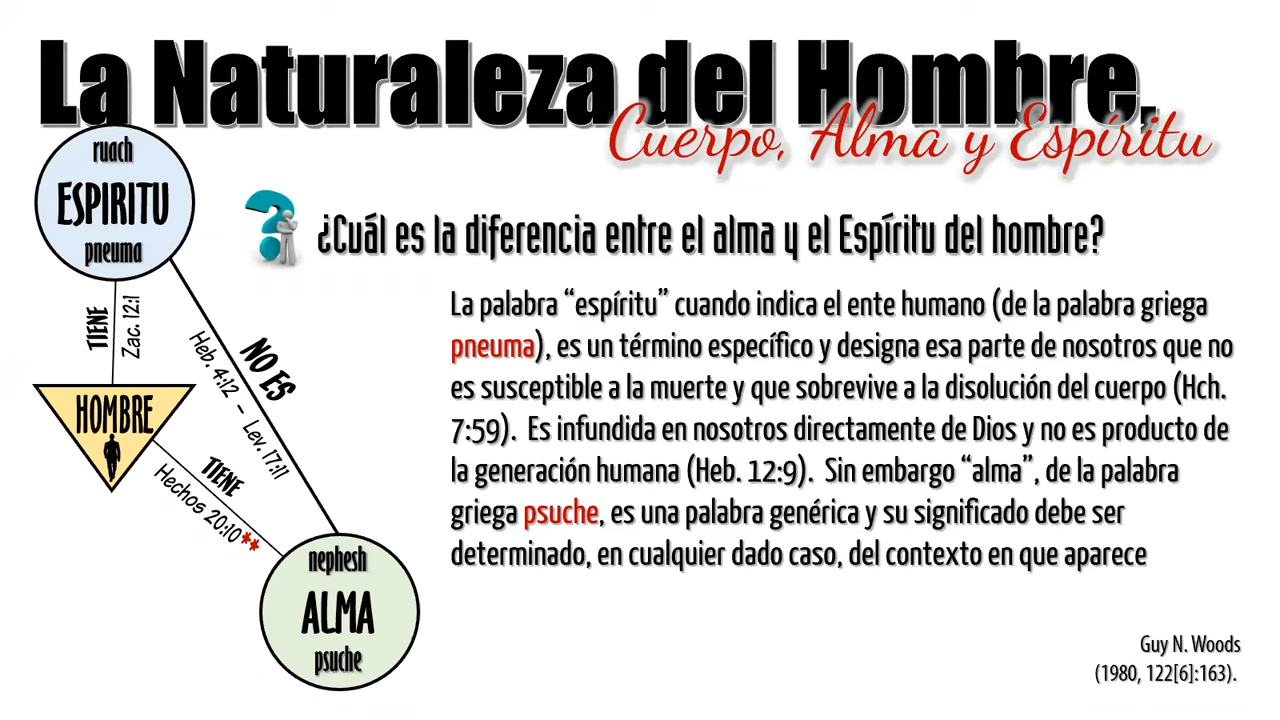 La Naturaleza del Hombre.
Cuerpo, Alma y Espíritu
ruach
ESPIRITU
pneuma
¿Cuál es la diferencia entre el alma y el Espíritu del hombre?
La palabra “espíritu” cuando indica el ente humano (de la palabra griega
pneuma), es un término específico y designa esa parte de nosotros que no
es susceptible a la muerte y que sobrevive a la disolución del cuerpo (Hch.
7:59). Es infundida en nosotros directamente de Dios y no es producto de
la generación humana (Heb. 12:9). Sin embargo “alma”, de la palabra
griega psuche, es una palabra genérica y su significado debe ser
determinado, en cualquier dado caso, del contexto en que aparece
TIENE
Zac. 12:1
NO ES
Heb. 4:12 - Lev. 17:11
HOMBRE
TIENE
Hechos 20:10**
nephesh
ALMA
psuche
Guy N. Woods
(1980, 122[6]:163).